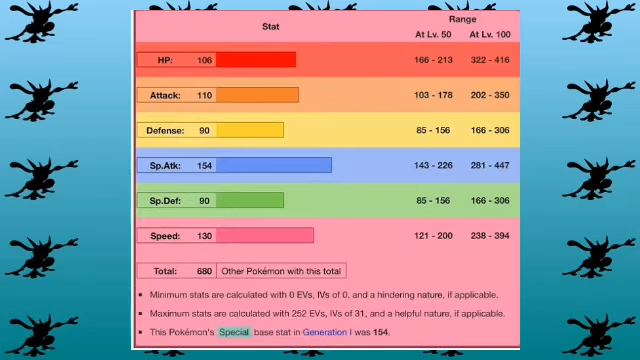 Stat Range
At Lv. 50 At Lv. 100
HP: 106 166 - 213 322 - 416
Attack: 110 103 - 178 202 - 350
Defense: 90 85 - 156 166 - 306
Sp.Atk: 154 143 - 226 281 - 447
Sp.Def: 90 85 - 156 166 - 306
Speed: 130 121 - 200 238 - 394
Total: 680 Other Pokémon with this total
• Minimum stats are calculated with 0 EVs, IVs of 0, and a hindering nature, if applicable.
• Maximum stats are calculated with 252 EVs, IVs of 31, and a helpful nature, if applicable.
• This Pokémon's Special base stat in Generation I was 154.